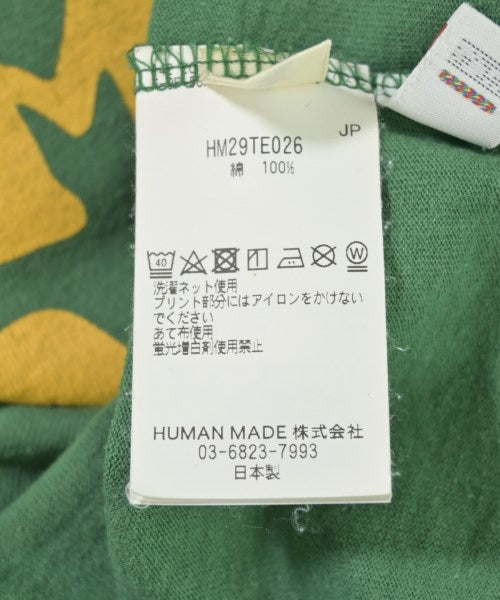 JP
HM29TE026
綿 100%
40
W
洗濯ネット使用
プリント部分にはアイロンをかけない
でください
あて布使用
蛍光増白剤使用禁止
HUMAN MADE 株式会社
03-6823-7993
日本製